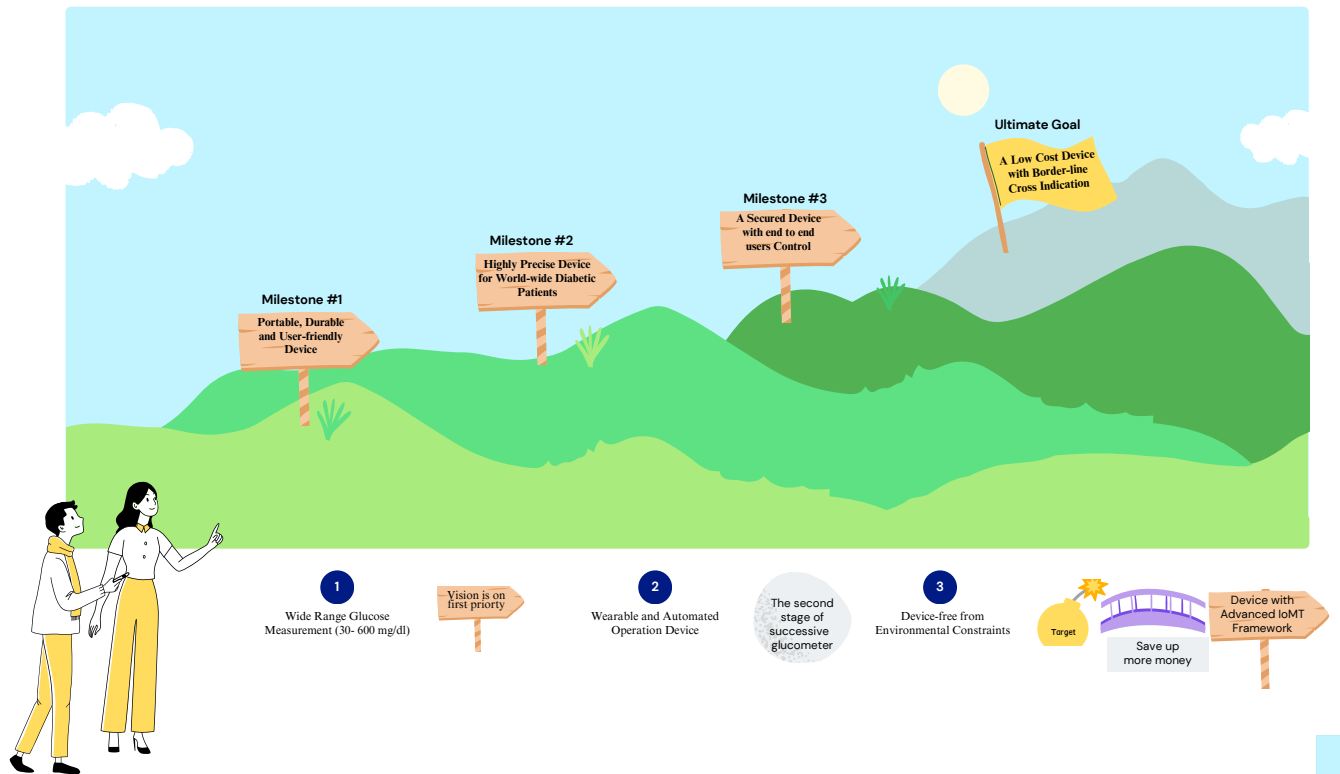 Ultimate Goal
A Low Cost Device
with Border-line
Cross Indication
Milestone #3
A Secured Device
with end to end
users Control
Milestone #2
Highly Precise Device
for World-wide Diabetic
Patients
Milestone #1
Portable, Durable
and User-friendly
Device
1
Wide Range Glucose
Measurement (30- 600 mg/dl)
Vision is on
first priorty
2
Wearable and Automated
Operation Device
The second
stage of
successive
glucometer
3
Device-free from
Environmental Constraints
Target
Save up
more money
Device with
Advanced IoMT
Framework